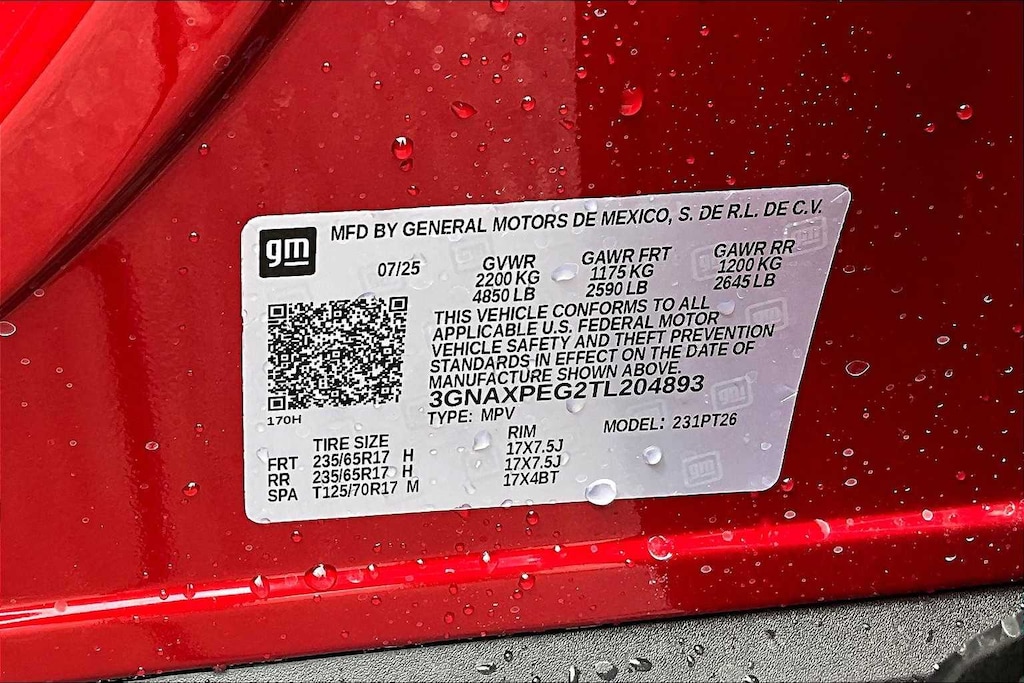 gm
MFD BY GENERAL MOTORS DE MEXICO, S. DE R.L. DE C.V.
07/25
GVWR
2200 KG
4850 LB
GAWR FRT
1175 KG
2590 LB
GAWR RR
1200 KG
2645 LB
THIS VEHICLE CONFORMS TO ALL
APPLICABLE U.S. FEDERAL MOTOR
VEHICLE SAFETY AND THEFT PREVENTION
STANDARDS IN EFFECT ON THE DATE OF
MANUFACTURE SHOWN ABOVE.
3GNAXPEG2TL204893
TYPE: MPV
MODEL: 231PT26
170H
TIRE SIZE RIM
FRT 235/65R17 H 17X7.5J
RR 235/65R17 H 17X7.5J
SPA T125/70R17 M 17X4BT